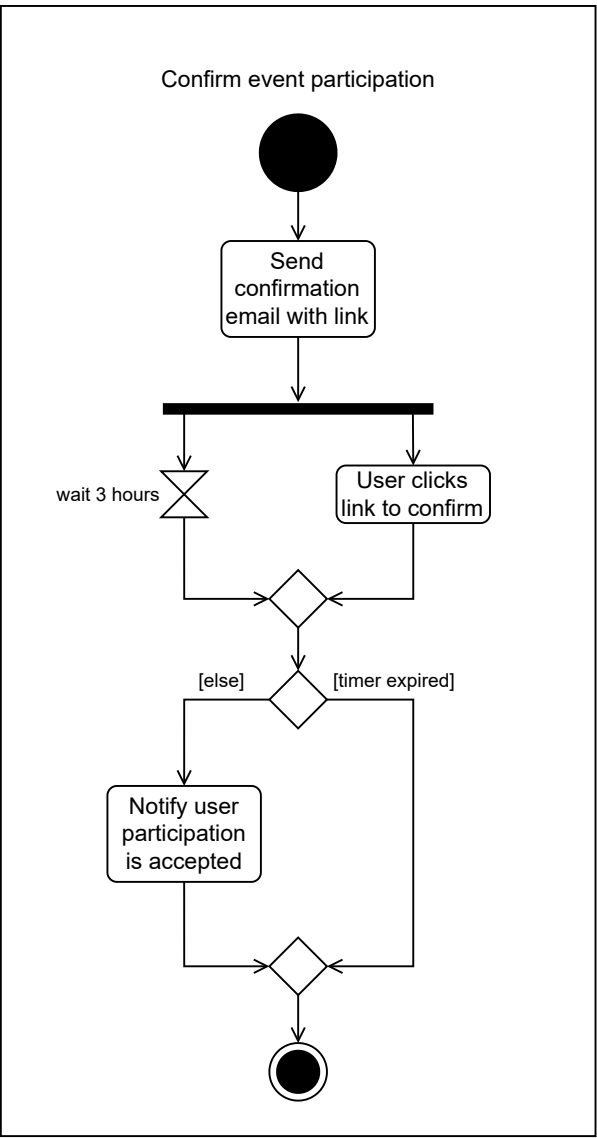 Confirm event participation
Send
confirmation
email with link
wait 3 hours
User clicks
link to confirm
[else]
[timer expired]
Notify user
participation
is accepted